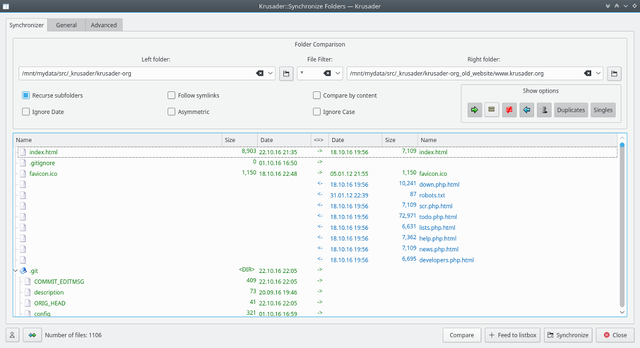 Krusader::Synchronize Folders — Krusader
Synchronizer General Advanced
Folder Comparison
Left folder: File Filter: Right folder:
/mnt/mydata/src/_krusader/krusader-org * /mnt/mydata/src/_krusader/krusader-org_old_website/www.krusader.org
Recurse subfolders Follow symlinks Compare by content Show options
Ignore Date Asymmetric Ignore Case Duplicates Singles
Name Size Date <=> Date Size Name
index.html 8,903 22.10.16 21:35 -> 18.10.16 19:56 7,109 index.html
.gitignore 0 01.10.16 16:50 ->
favicon.ico 1,150 18.10.16 22:48 -> 05.01.12 21:55 1,150 favicon.ico
<- 18.10.16 19:56 10,241 down.php.html
<- 31.01.12 22:39 87 robots.txt
<- 18.10.16 19:56 7,109 scr.php.html
<- 18.10.16 19:56 72,971 todo.php.html
<- 18.10.16 19:56 6,631 lists.php.html
<- 18.10.16 19:56 7,362 help.php.html
<- 18.10.16 19:56 7,109 news.php.html
<- 18.10.16 19:56 6,695 developers.php.html
.git <DIR> 22.10.16 22:05 ->
COMMIT_EDITMSG 409 22.10.16 22:05 ->
description 73 20.09.16 19:46 ->
ORIG_HEAD 41 22.10.16 22:05 ->
config 321 01.10.16 16:59 ->
Number of files: 1106 Compare Feed to listbox Synchronize Close